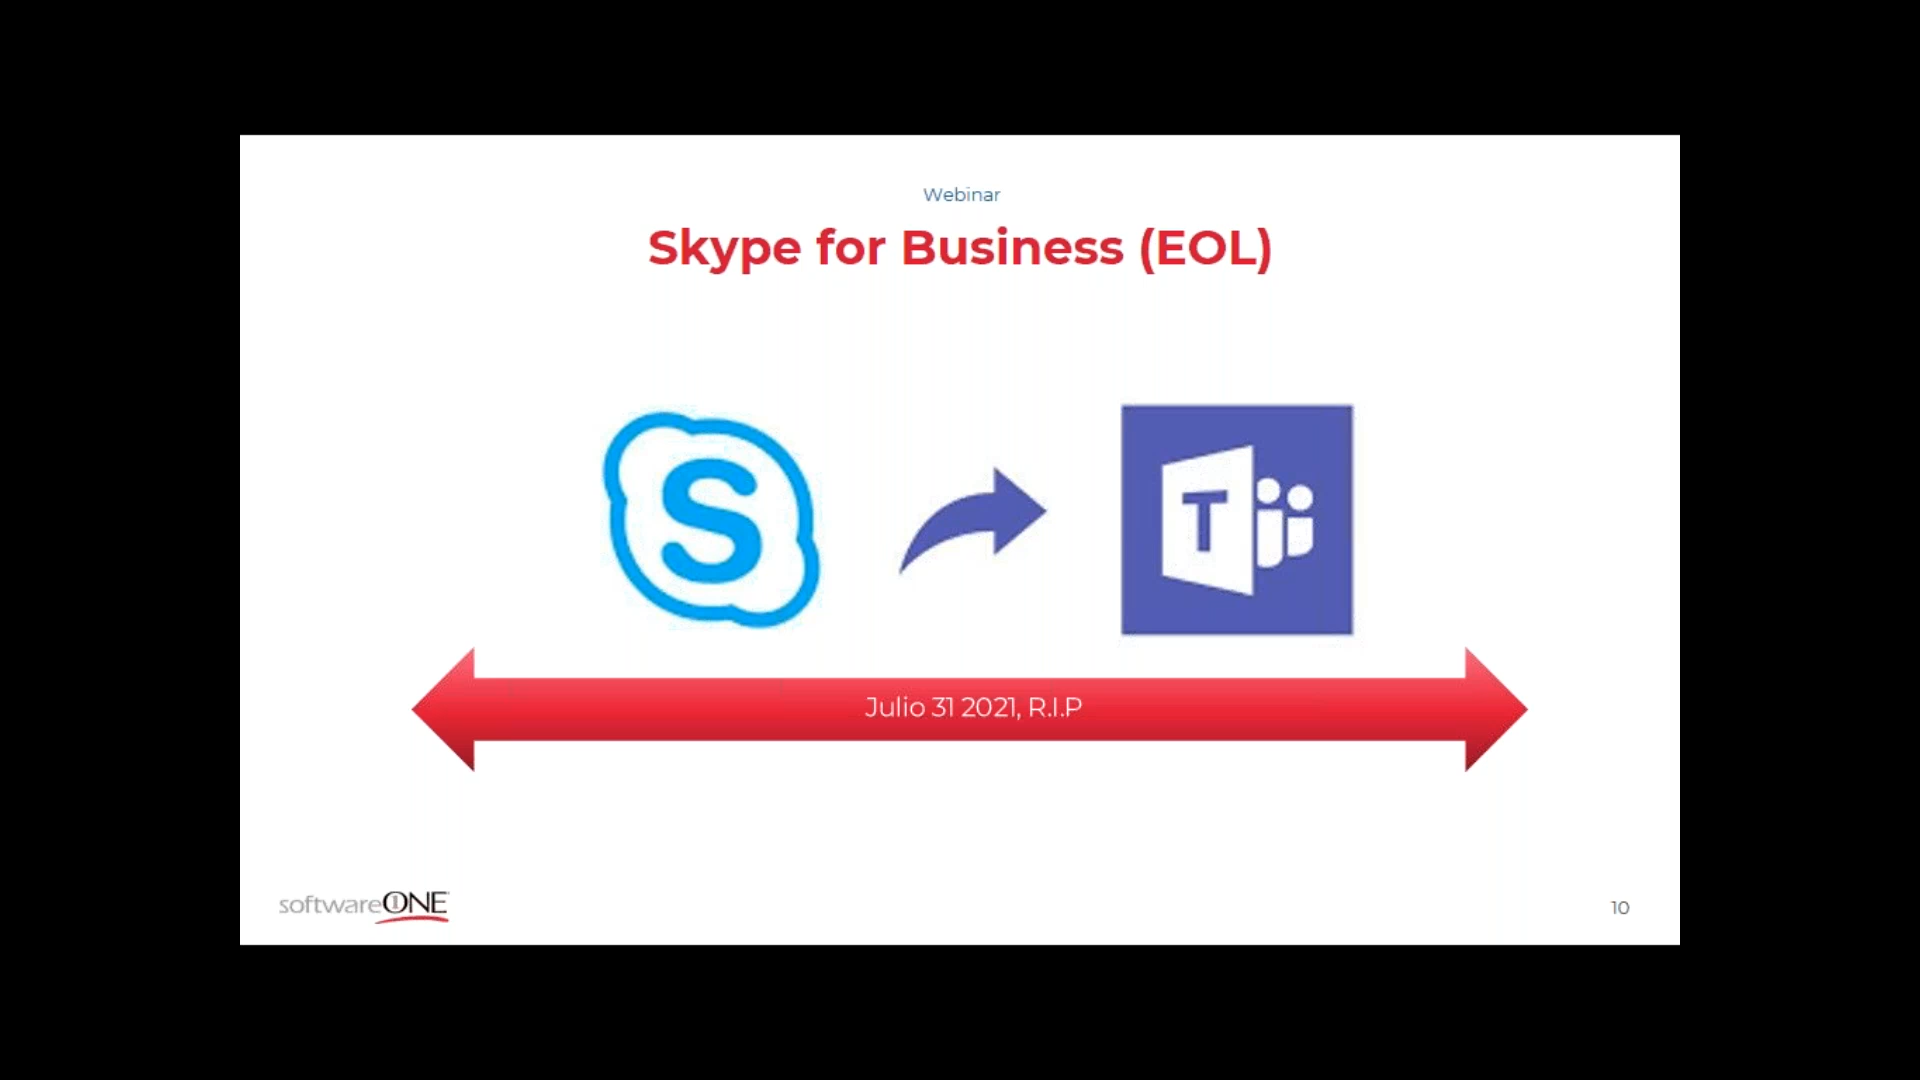 Webinar
Skype for Business (EOL)
S
T
Julio 31 2021, R.I.P
softwareONE
10